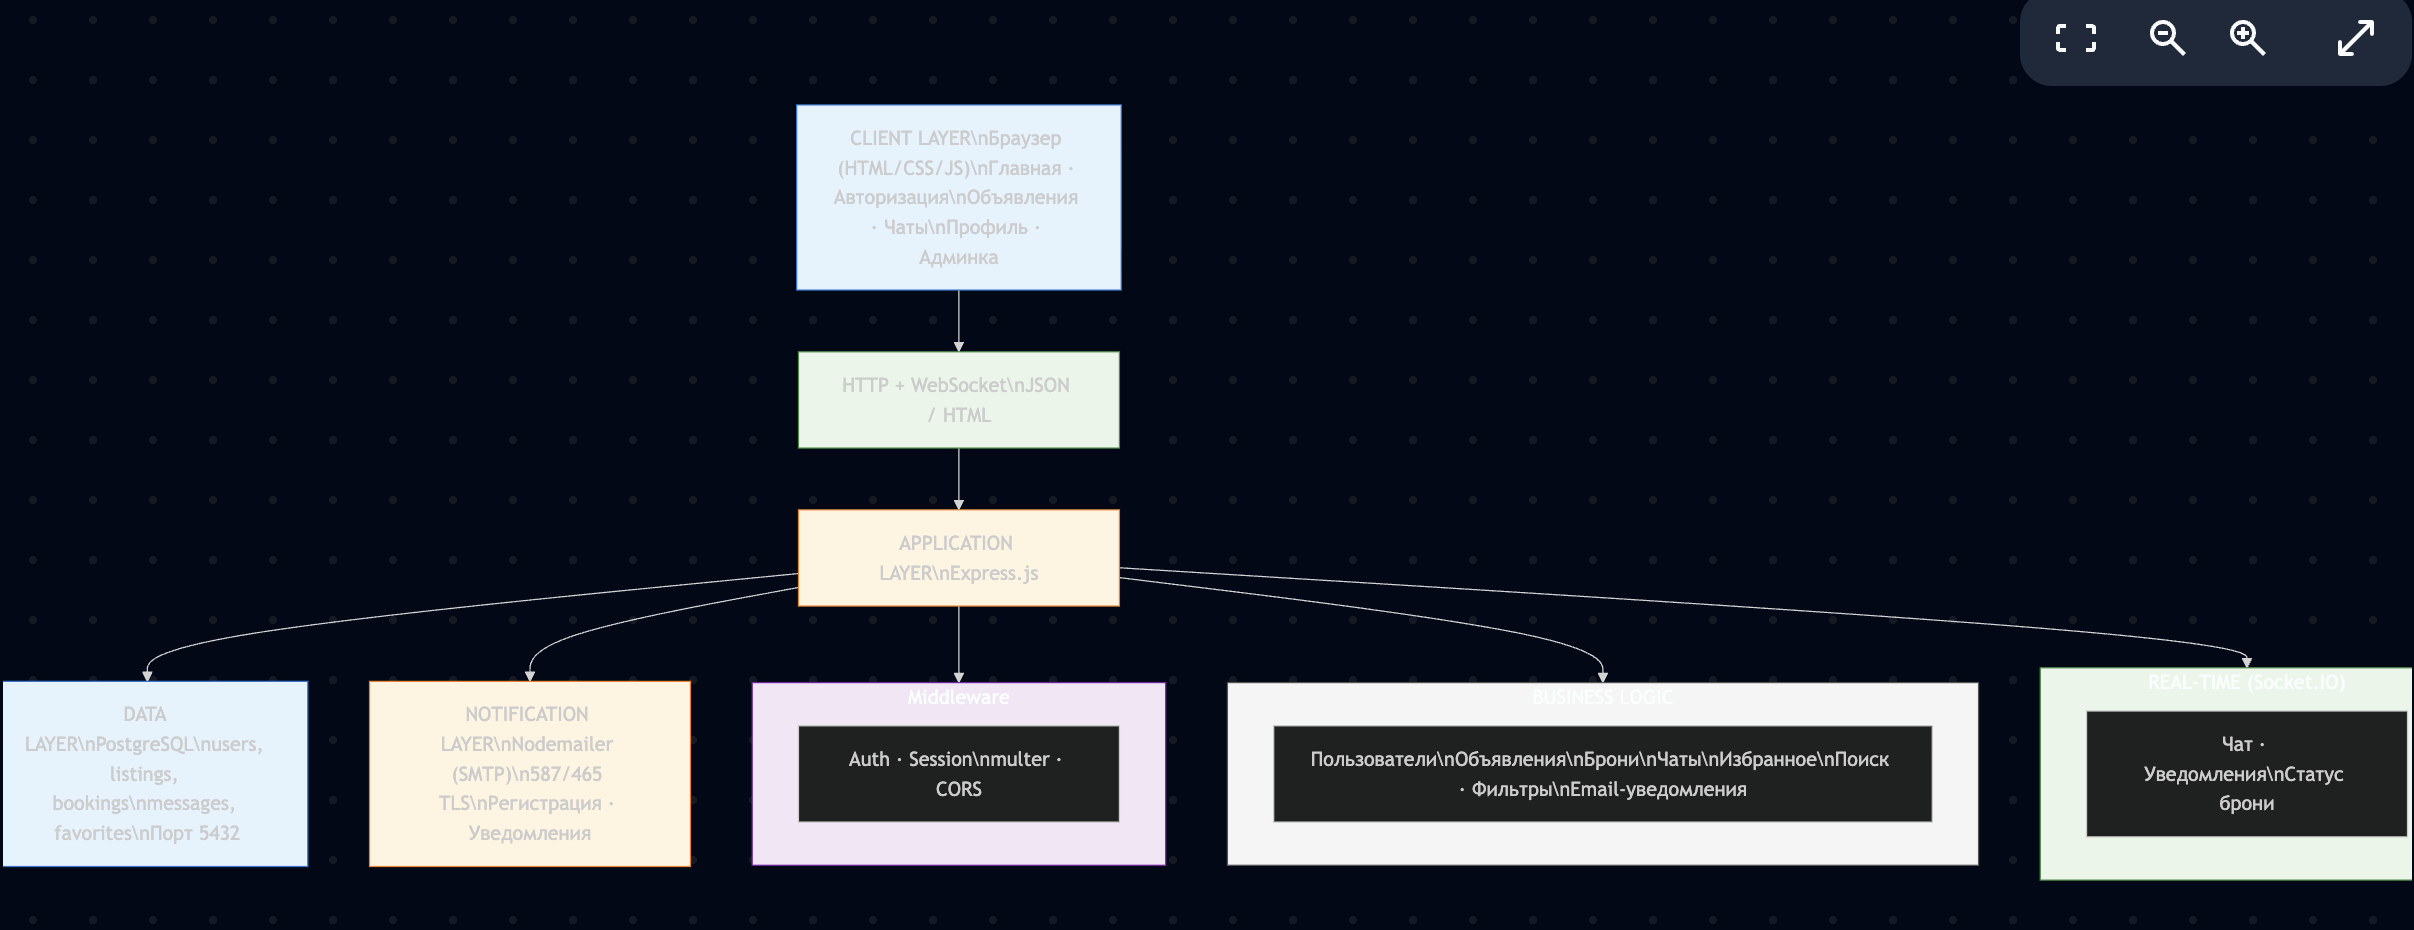 CLIENT LAYER\nБраузер
(HTML/CSS/JS)\nГлавная ·
Авторизация\nОбъявления
· Чаты\nПрофиль ·
Админка
HTTP + WebSocket\nJSON
/ HTML
APPLICATION
LAYER\nExpress.js
DATA
LAYER\nPostgreSQL\nusers,
listings,
bookings\nmessages,
favorites\nПорт 5432
NOTIFICATION
LAYER\nNodemailer
(SMTP)\n587/465
TLS\nРегистрация ·
Уведомления
Middleware
Auth · Session\nmulter ·
CORS
BUSINESS LOGIC
Пользователи\nОбъявления\nБрони\nЧаты\nИзбранное\nПоиск
· Фильтры\nEmail-уведомления
REAL-TIME (Socket.IO)
Чат ·
Уведомления\nСтатус
брони